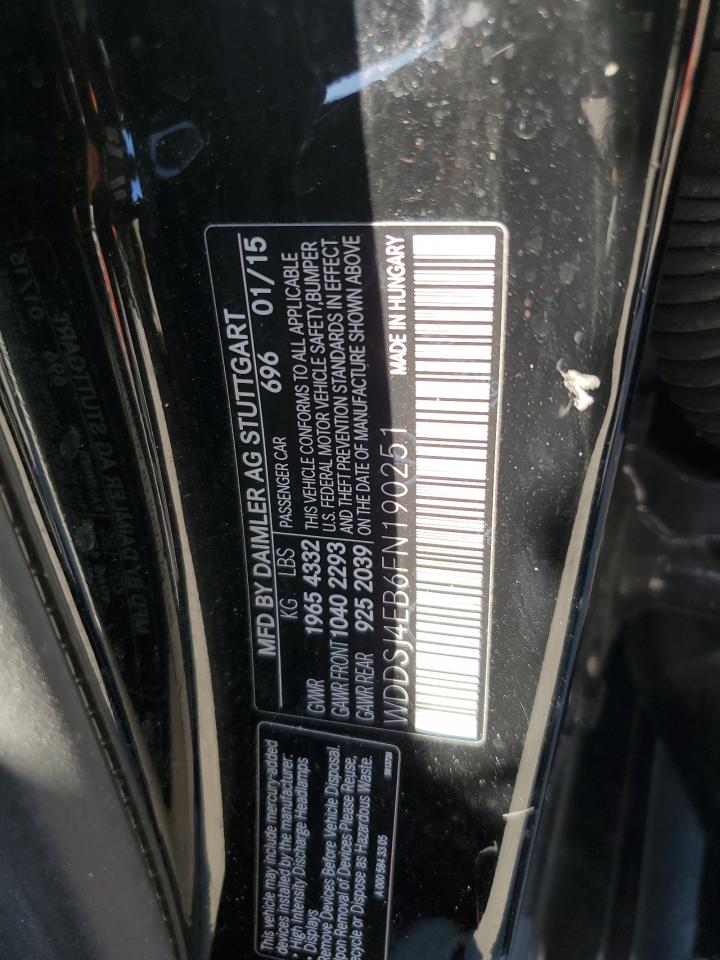 MFD BY DAIMLER AG STUTTGART
696 01/15
KG LBS PASSENGER CAR
GVWR 1965 4332 THIS VEHICLE CONFORMS TO ALL APPLICABLE
GAWR FRONT 1040 2293 U.S. FEDERAL MOTOR VEHICLE SAFETY,BUMPER
GAWR REAR 925 2039 AND THEFT PREVENTION STANDARDS IN EFFECT
ON THE DATE OF MANUFACTURE SHOWN ABOVE
WDDSJ4EB6FN190251 MADE IN HUNGARY
This vehicle may include mercury-added
devices installed by the manufacturer:
• High Intensity Discharge Headlamps
• Displays
Remove Devices Before Vehicle Disposal.
Upon Removal of Devices Please Reuse,
Recycle or Dispose as Hazardous Waste.
A 000 584 33 05